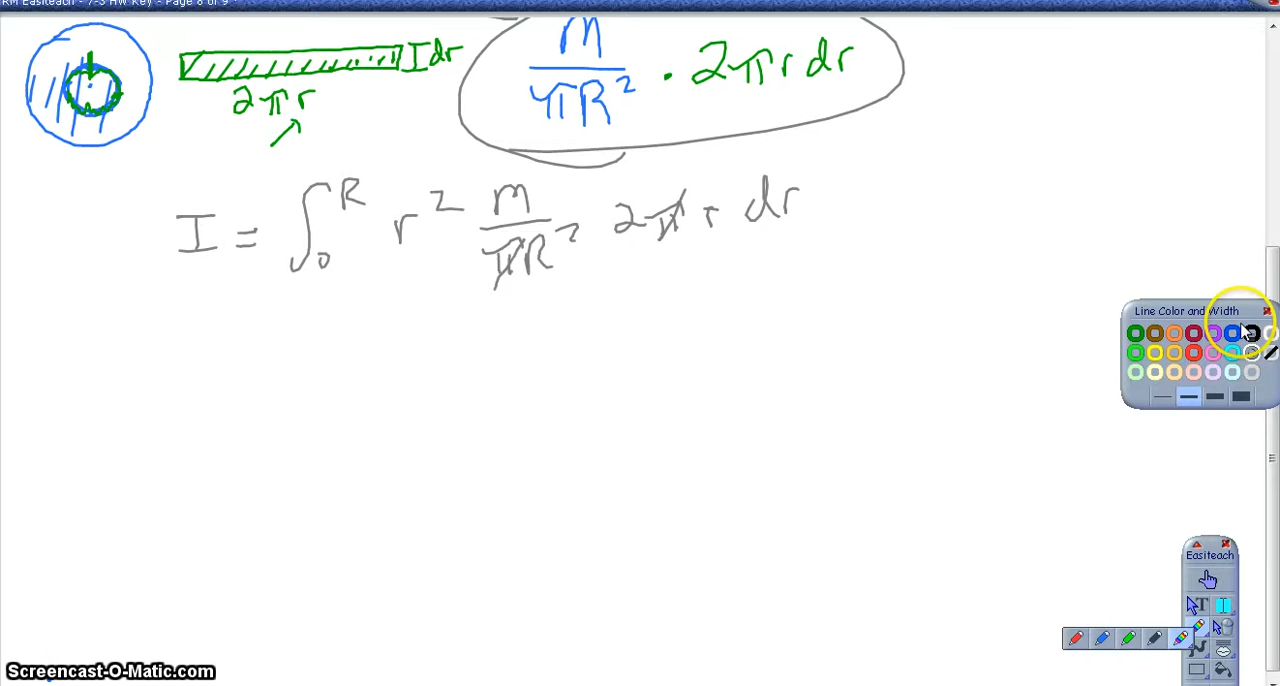 RM Easiteach - 7-3 HW Key - Page 8 of 9
I dr
2πr
m/πR² · 2πr dr
I = ∫₀ᴿ r² m/πR² 2πr dr
Line Color and Width
Easiteach
T
Screencast-O-Matic.com